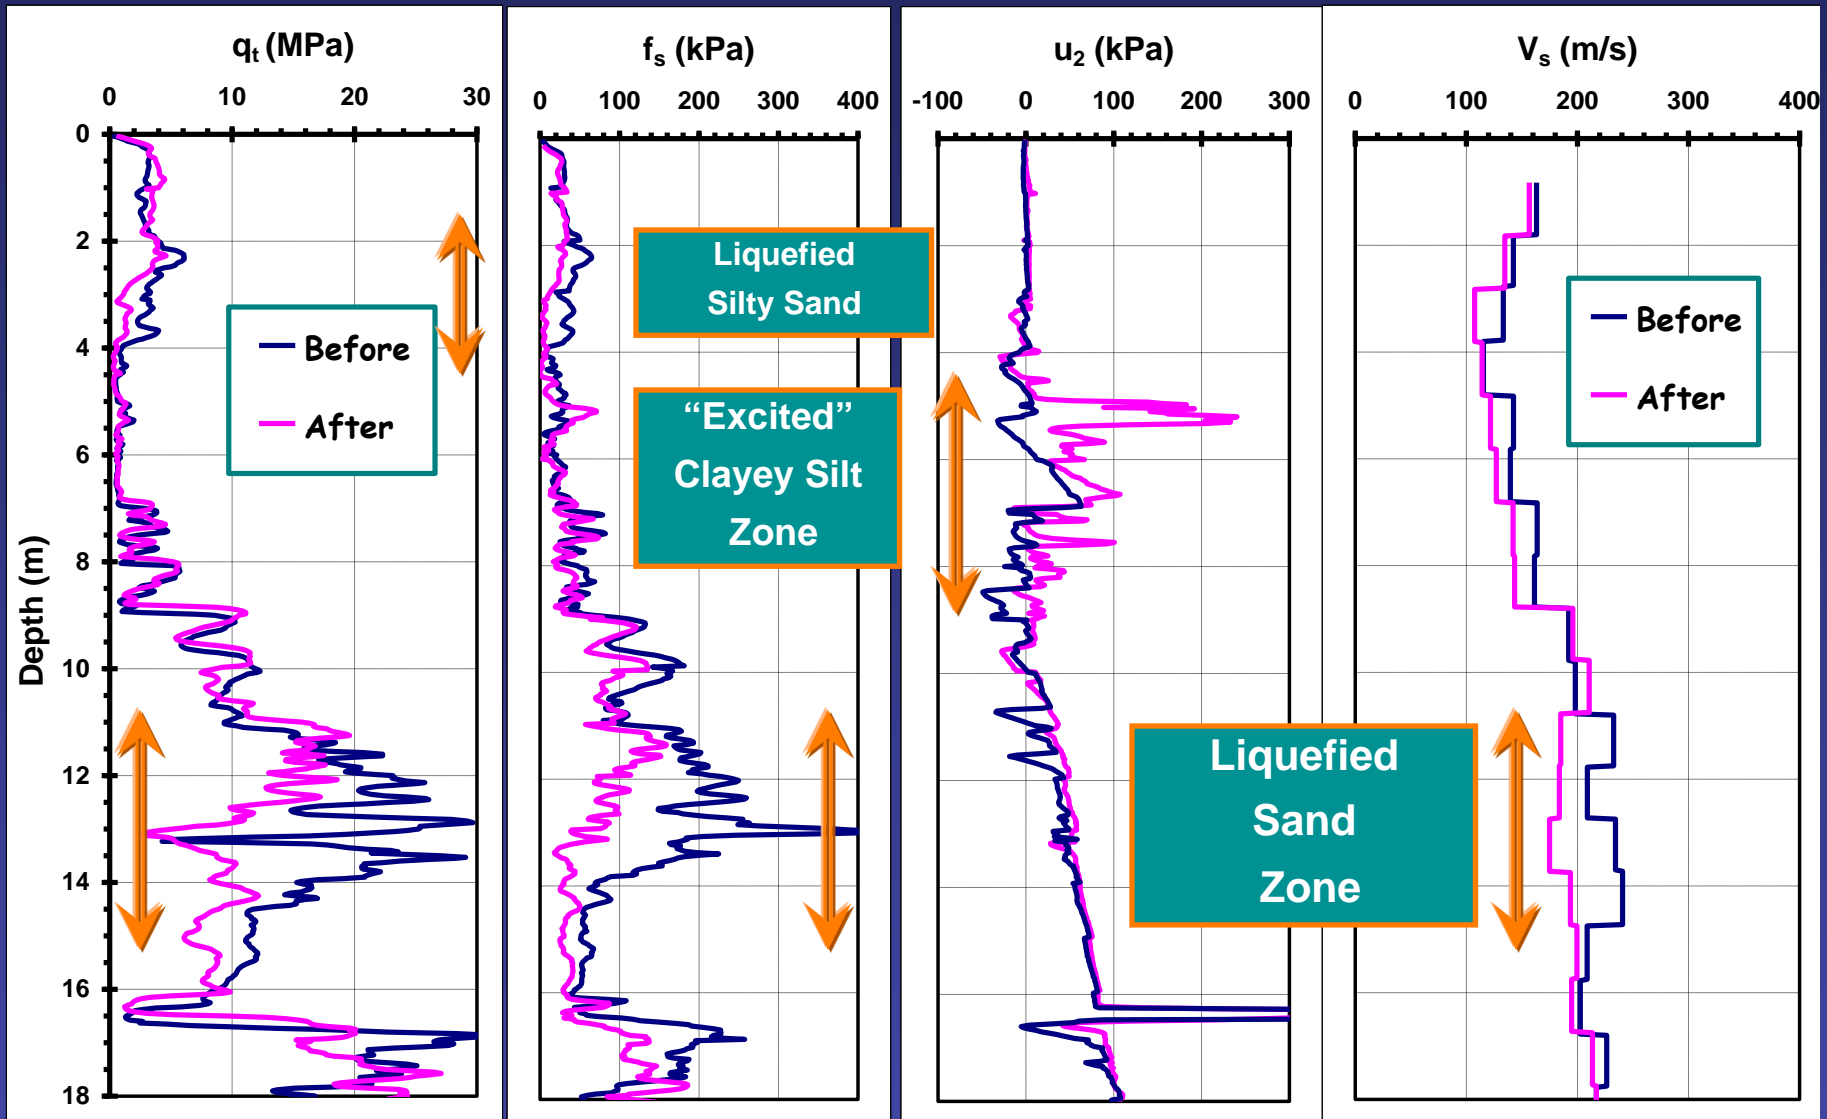 qt (MPa)
0 10 20 30
fs (kPa)
0 100 200 300 400
u2 (kPa)
-100 0 100 200 300
Vs (m/s)
0 100 200 300 400
Depth (m)
0
2
4
6
8
10
12
14
16
18
Before
After
Liquefied
Silty Sand
“Excited”
Clayey Silt
Zone
Liquefied
Sand
Zone
Before
After